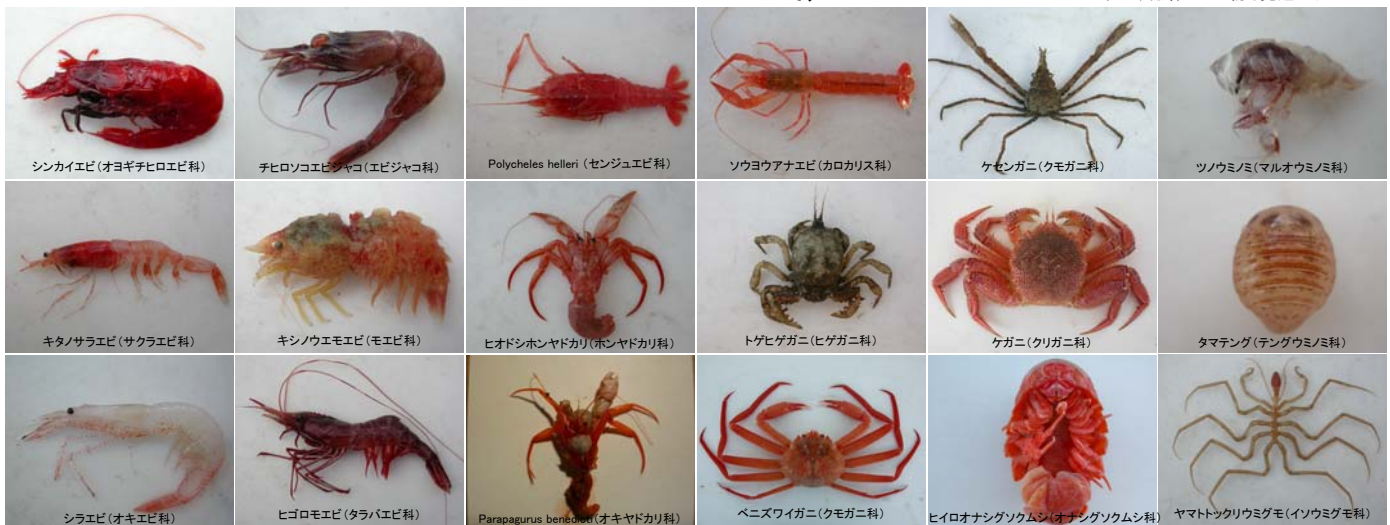 シンカイエビ(オヨギチヒロエビ科)
チヒロソコエビジャコ(エビジャコ科)
Polycheles helleri (センジュエビ科)
ソウヨウアナエビ(カロカリス科)
ケセンガニ(クモガニ科)
ツノウミノミ(マルオウミノミ科)
キタノサラエビ(サクラエビ科)
キシノウエモエビ(モエビ科)
ヒオドシホンヤドカリ(ホンヤドカリ科)
トゲヒゲガニ(ヒゲガニ科)
ケガニ(クリガニ科)
タマテング(テングウミノミ科)
シラエビ(オキエビ科)
ヒゴロモエビ(タラバエビ科)
Parapagurus benedicti(オキヤドカリ科)
ベニズワイガニ(クモガニ科)
ヒイロオナシグソクムシ(オナシグソクムシ科)
ヤマトトックリウミグモ(イソウミグモ科)